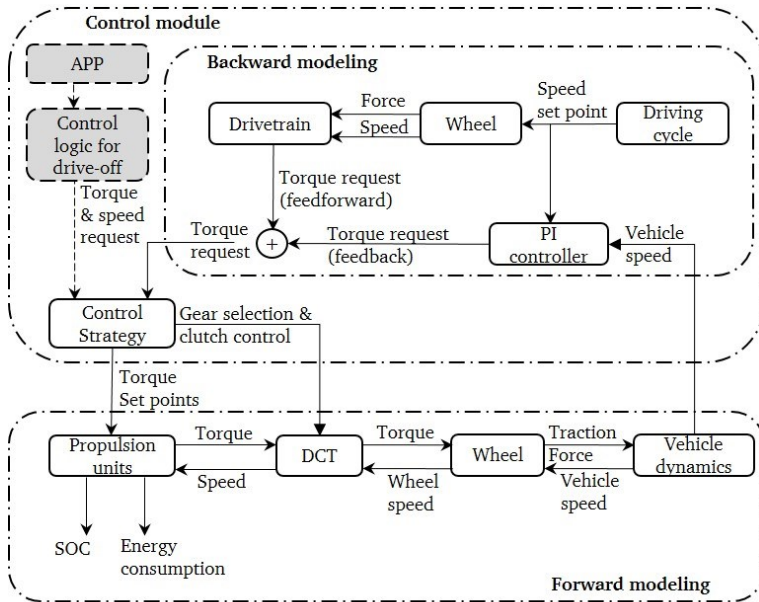 Control module
APP
Control
logic for
drive-off
Torque
& speed
request
Backward modeling
Drivetrain
Force
Speed
Wheel
Speed
set point
Driving
cycle
Torque request
(feedforward)
Torque
request
+
Torque request
(feedback)
PI
controller
Vehicle
speed
Control
Strategy
Gear selection &
clutch control
Torque
Set points
Propulsion
units
Torque
Speed
DCT
Torque
Wheel
speed
Wheel
Traction
Force
Vehicle
speed
Vehicle
dynamics
SOC
Energy
consumption
Forward modeling